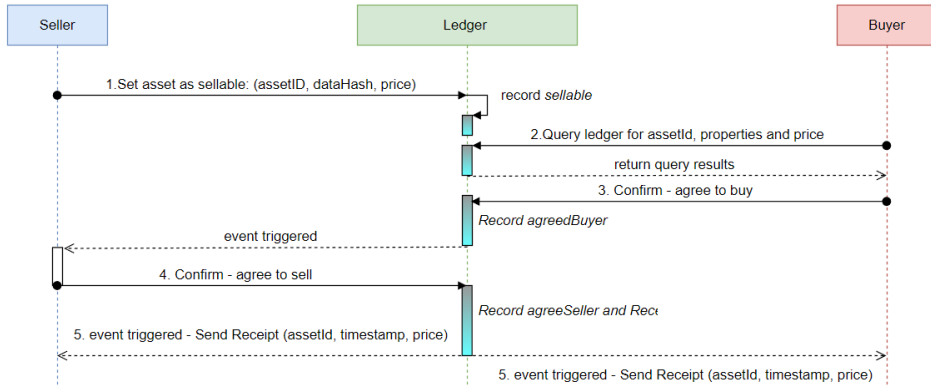 Seller
Ledger
Buyer
1.Set asset as sellable: (assetID, dataHash, price)
record sellable
2.Query ledger for assetId, properties and price
return query results
3. Confirm - agree to buy
Record agreedBuyer
event triggered
4. Confirm - agree to sell
Record agreeSeller and Rece
5. event triggered - Send Receipt (assetId, timestamp, price)
5. event triggered - Send Receipt (assetId, timestamp, price)